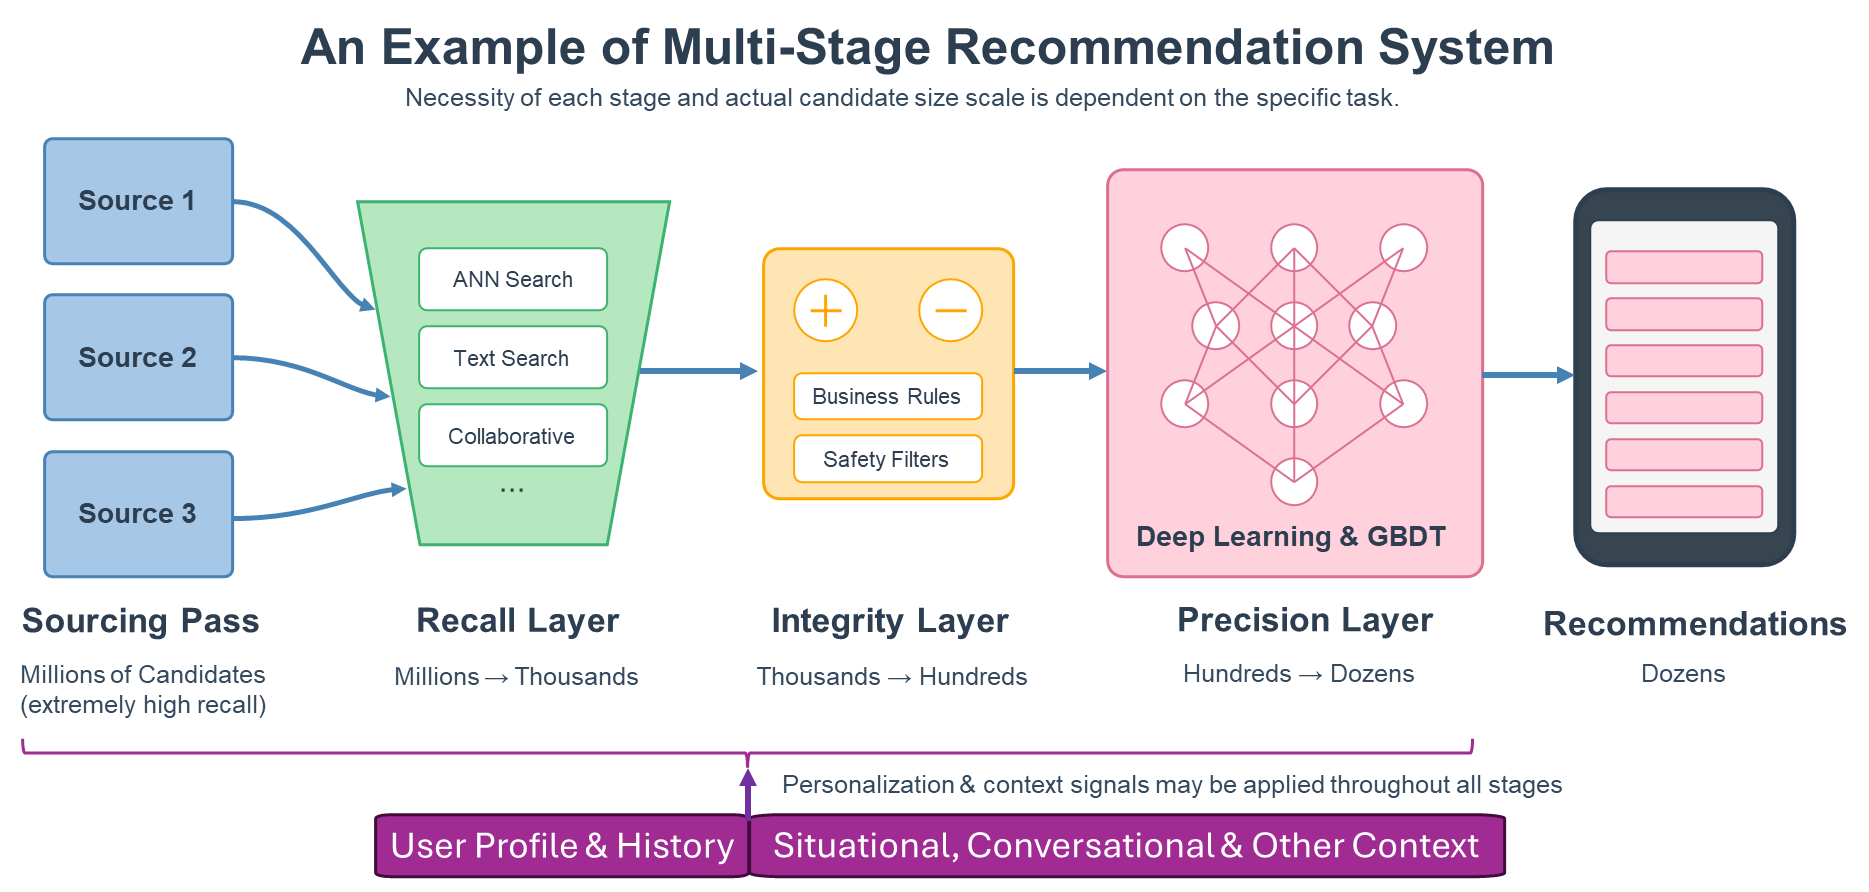 An Example of Multi-Stage Recommendation System
Necessity of each stage and actual candidate size scale is dependent on the specific task.
Source 1
Source 2
Source 3
ANN Search
Text Search
Collaborative
...
Business Rules
Safety Filters
Deep Learning & GBDT
Sourcing Pass
Millions of Candidates
(extremely high recall)
Recall Layer
Millions → Thousands
Integrity Layer
Thousands → Hundreds
Precision Layer
Hundreds → Dozens
Recommendations
Dozens
Personalization & context signals may be applied throughout all stages
User Profile & History
Situational, Conversational & Other Context